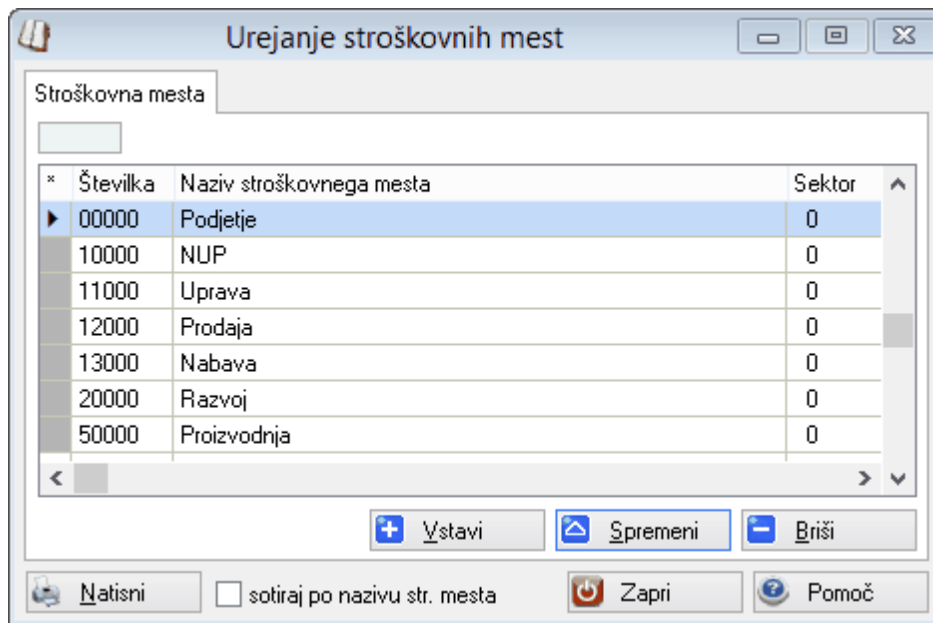 Urejanje stroškovnih mest
Stroškovna mesta
* Številka Naziv stroškovnega mesta Sektor
00000 Podjetje 0
10000 NUP 0
11000 Uprava 0
12000 Prodaja 0
13000 Nabava 0
20000 Razvoj 0
50000 Proizvodnja 0
Vstavi Spremeni Briši
Natisni sotiraj po nazivu str. mesta Zapri Pomoč